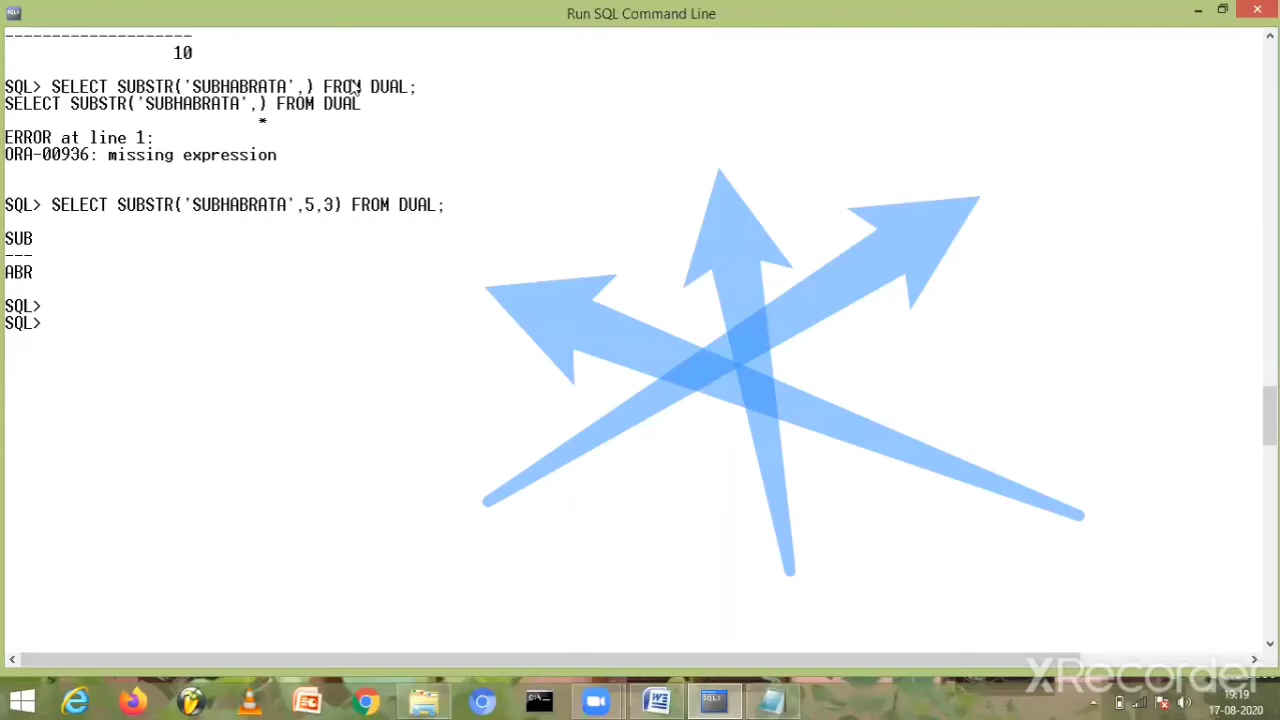 Run SQL Command Line
--------------------
10
SQL> SELECT SUBSTR('SUBHABRATA',) FROM DUAL;
SELECT SUBSTR('SUBHABRATA',) FROM DUAL
*
ERROR at line 1:
ORA-00936: missing expression
SQL> SELECT SUBSTR('SUBHABRATA',5,3) FROM DUAL;
SUB
---
ABR
SQL>
SQL>
XRecorder
19:19
17-08-2020